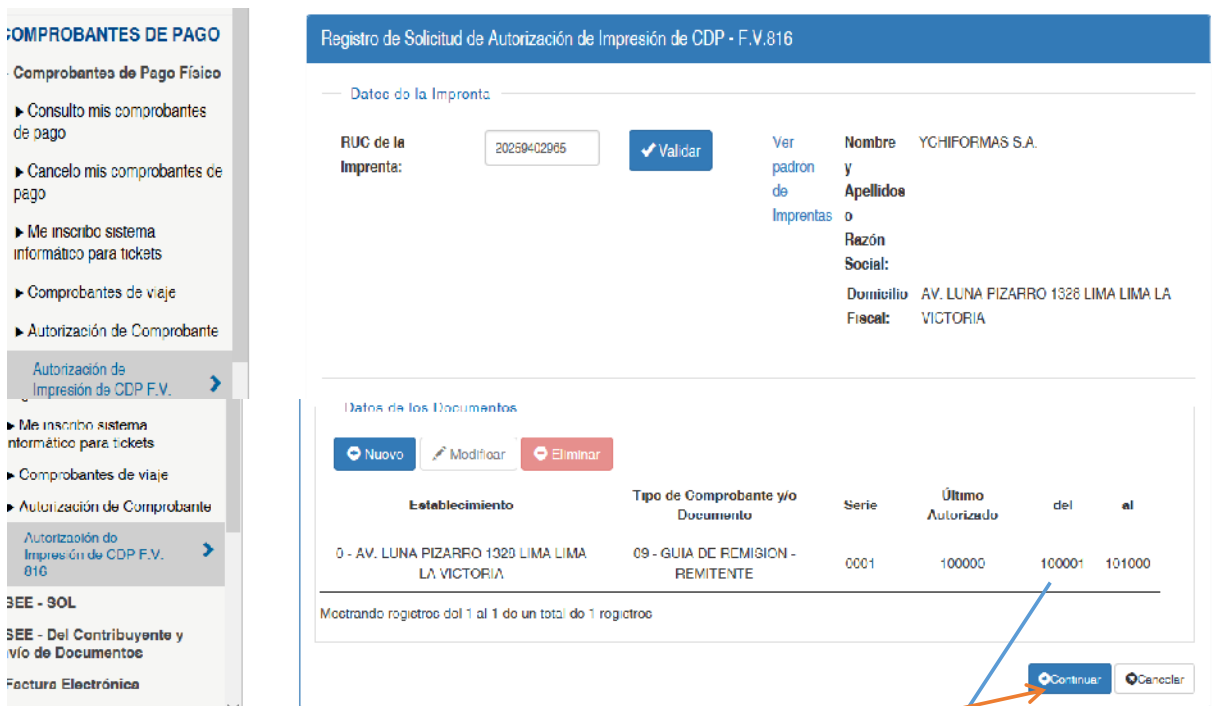 COMPROBANTES DE PAGO
Comprobantes de Pago Físico
Consulto mis comprobantes
de pago
Cancelo mis comprobantes de
pago
Me inscribo sistema
informático para tickets
Comprobantes de viaje
Autorización de Comprobante
Autorización de
Impresión de CDP F.V.
Me inscribo sistema
informático para tickets
Comprobantes de viaje
Autorización de Comprobante
Autorización de
Impresión de CDP F.V.
816
SEE - SOL
SEE - Del Contribuyente y
vío de Documentos
Factura Electrónica
Registro de Solicitud de Autorización de Impresión de CDP - F.V.816
Datos de la Imprenta
RUC de la
Imprenta:
20259402965
Validar
Ver
padron
de
Imprentas
Nombre
y
Apellidos
o
Razón
Social:
YCHIFORMAS S.A.
Domicilio
Fiscal:
AV. LUNA PIZARRO 1328 LIMA LIMA LA
VICTORIA
Datos de los Documentos
Nuevo Modificar Eliminar
Establecimiento
Tipo de Comprobante y/o
Documento
Serie
Último
Autorizado
del al
0 - AV. LUNA PIZARRO 1328 LIMA LIMA
LA VICTORIA
09 - GUIA DE REMISION -
REMITENTE
0001 100000 100001 101000
Mostrando registros del 1 al 1 de un total de 1 registros
Continuar Cancelar